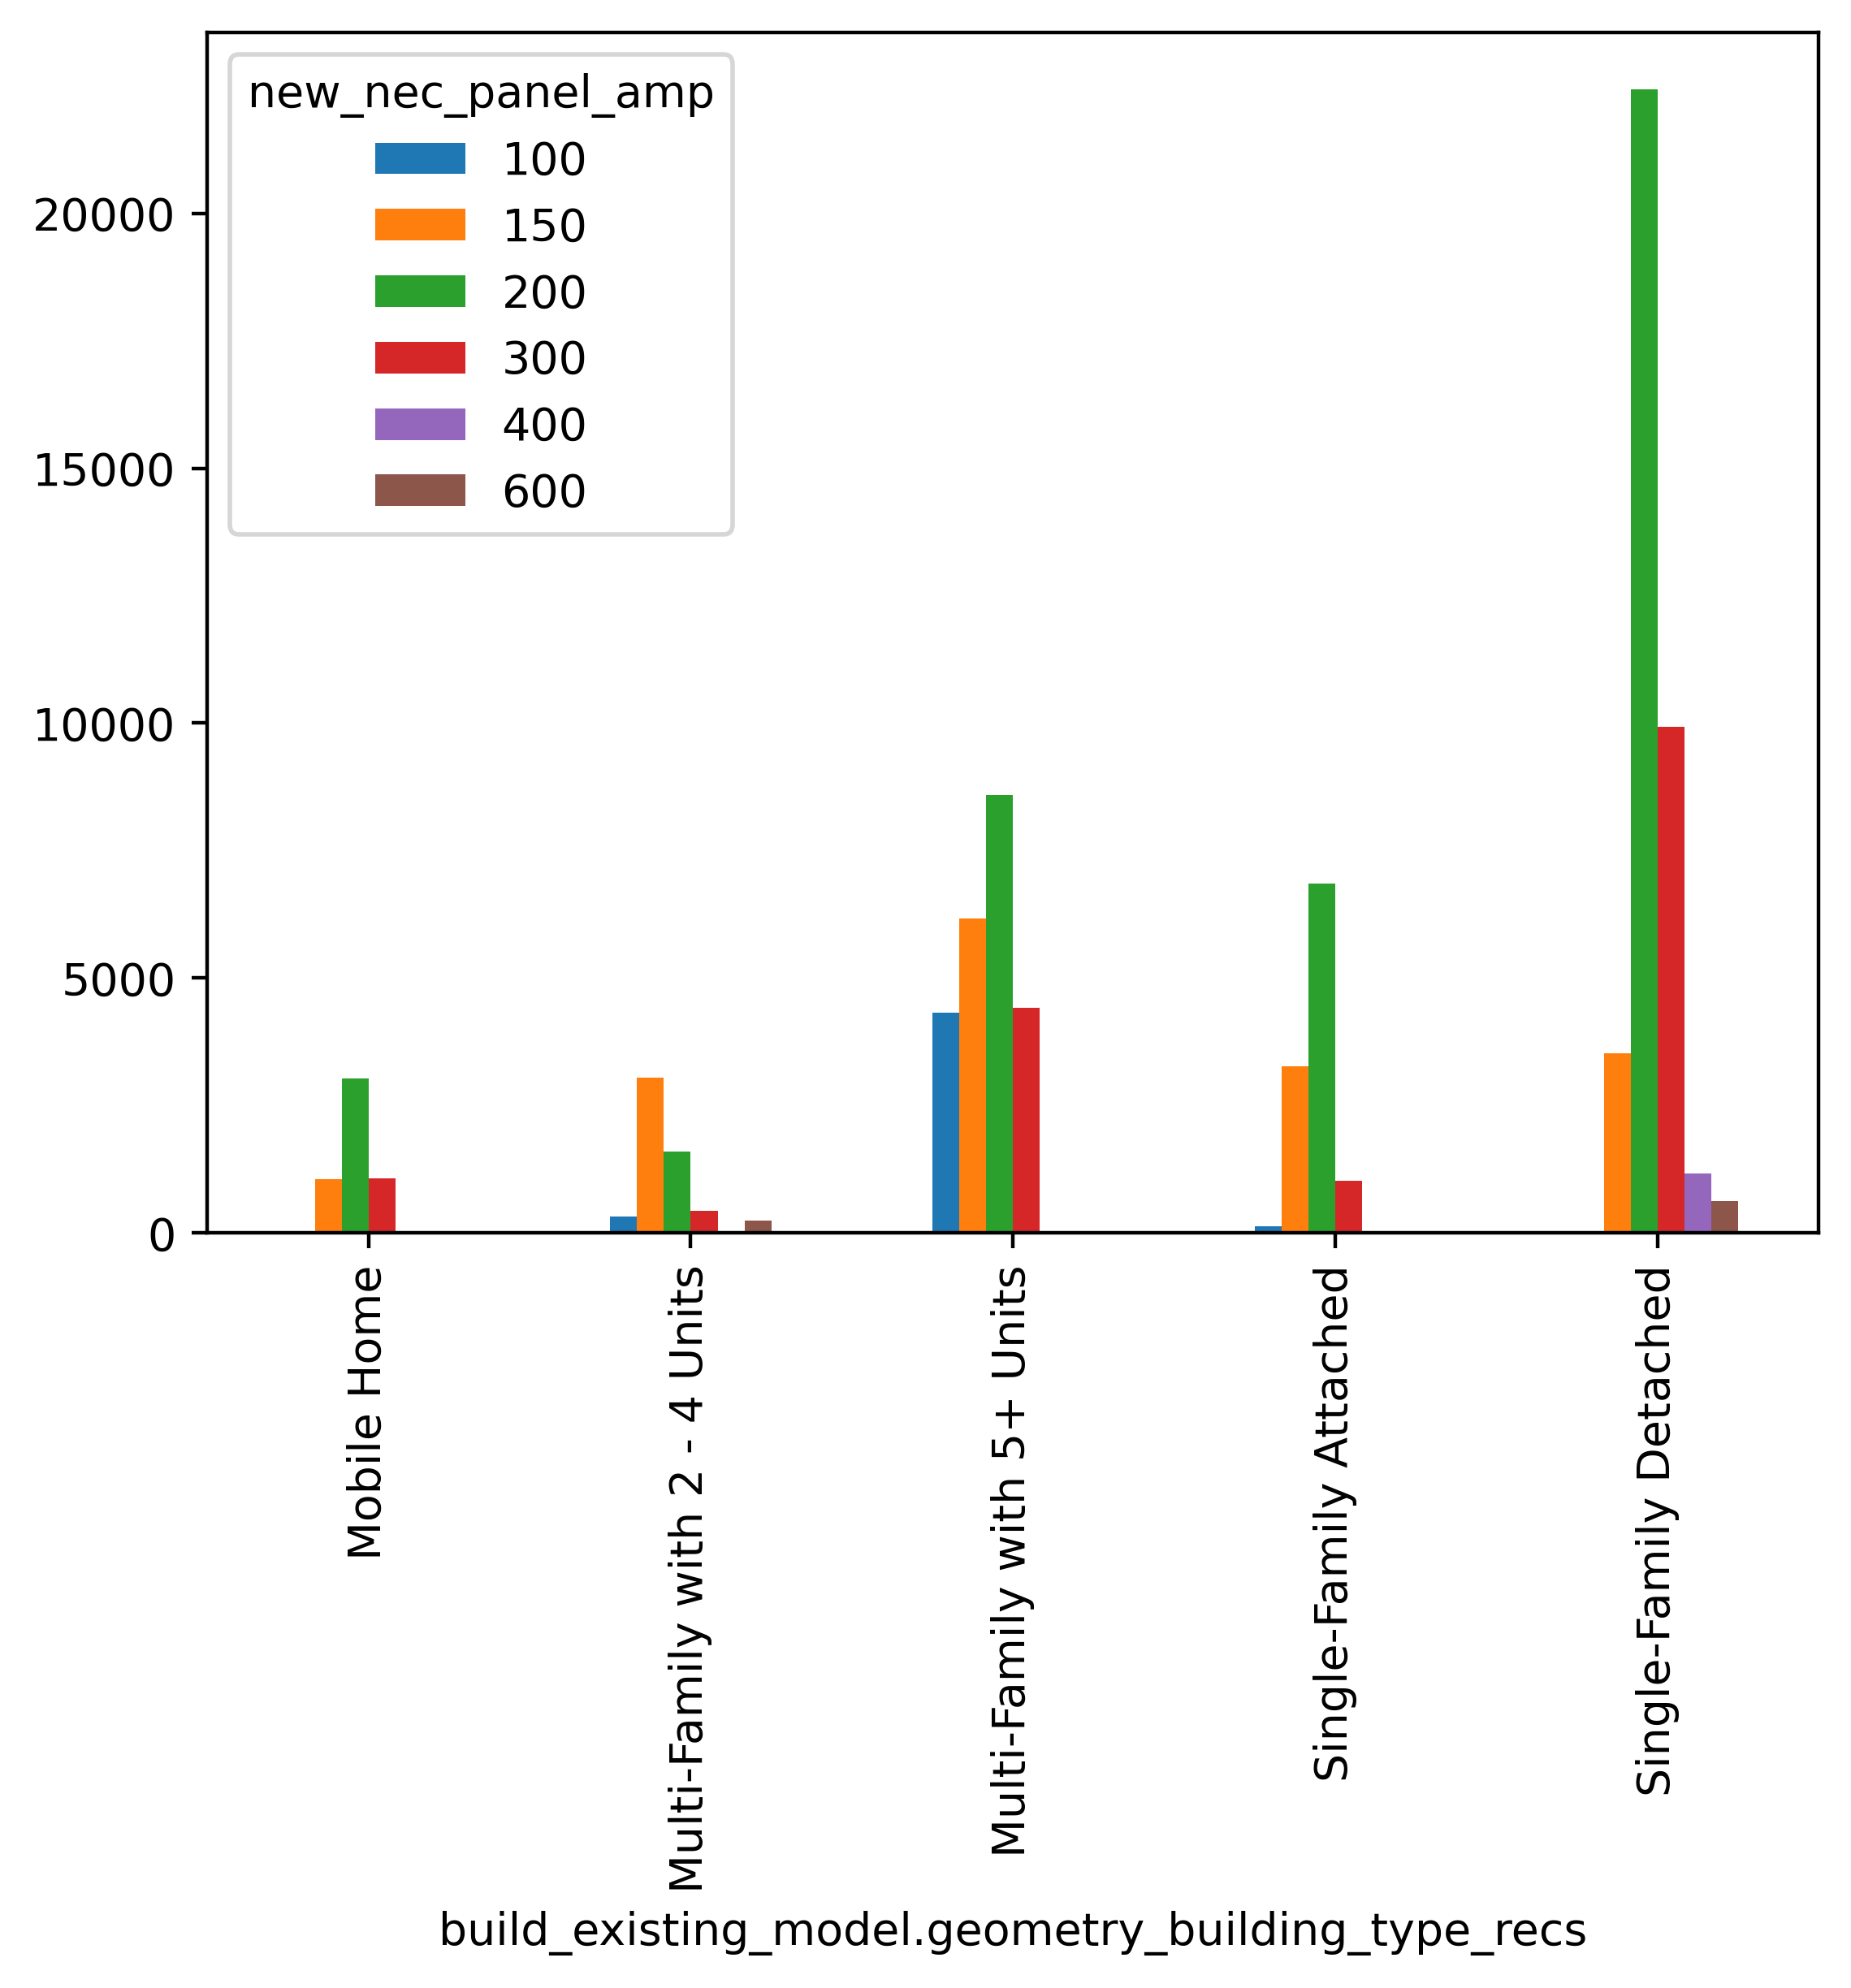 new_nec_panel_amp
100
150
200
300
400
600
20000
15000
10000
5000
0
Mobile Home
Multi-Family with 2 - 4 Units
Multi-Family with 5+ Units
Single-Family Attached
Single-Family Detached
build_existing_model.geometry_building_type_recs